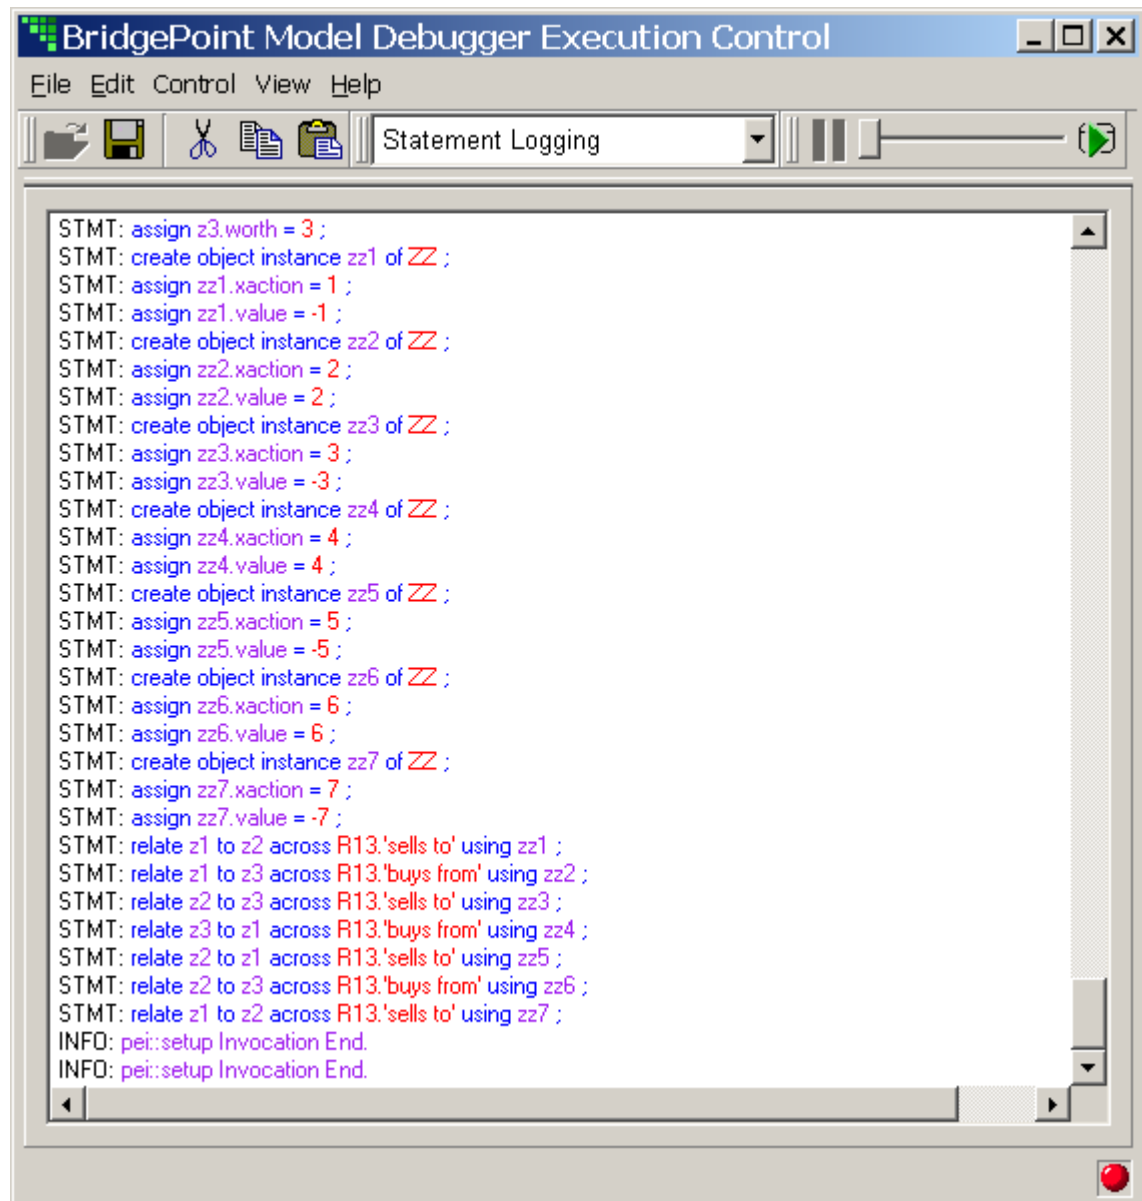 BridgePoint Model Debugger Execution Control
File Edit Control View Help
Statement Logging
STMT: assign z3.worth = 3 ;
STMT: create object instance zz1 of ZZ ;
STMT: assign zz1.xaction = 1 ;
STMT: assign zz1.value = -1 ;
STMT: create object instance zz2 of ZZ ;
STMT: assign zz2.xaction = 2 ;
STMT: assign zz2.value = 2 ;
STMT: create object instance zz3 of ZZ ;
STMT: assign zz3.xaction = 3 ;
STMT: assign zz3.value = -3 ;
STMT: create object instance zz4 of ZZ ;
STMT: assign zz4.xaction = 4 ;
STMT: assign zz4.value = 4 ;
STMT: create object instance zz5 of ZZ ;
STMT: assign zz5.xaction = 5 ;
STMT: assign zz5.value = -5 ;
STMT: create object instance zz6 of ZZ ;
STMT: assign zz6.xaction = 6 ;
STMT: assign zz6.value = 6 ;
STMT: create object instance zz7 of ZZ ;
STMT: assign zz7.xaction = 7 ;
STMT: assign zz7.value = -7 ;
STMT: relate z1 to z2 across R13.'sells to' using zz1 ;
STMT: relate z1 to z3 across R13.'buys from' using zz2 ;
STMT: relate z2 to z3 across R13.'sells to' using zz3 ;
STMT: relate z3 to z1 across R13.'buys from' using zz4 ;
STMT: relate z2 to z1 across R13.'sells to' using zz5 ;
STMT: relate z2 to z3 across R13.'buys from' using zz6 ;
STMT: relate z1 to z2 across R13.'sells to' using zz7 ;
INFO: pei::setup Invocation End.
INFO: pei::setup Invocation End.